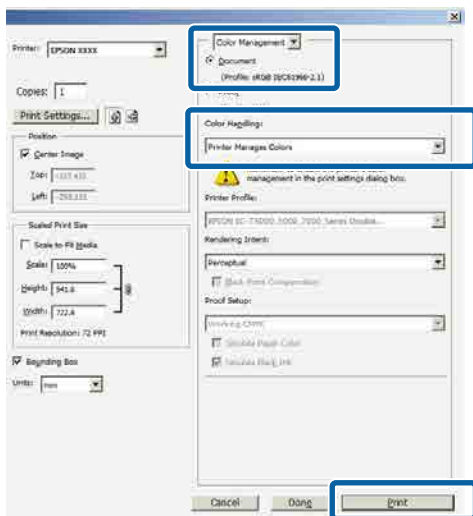 Printer: EPSON XXXX
Copies: 1
Print Settings...
Position
Center Image
Top:
Left:
Scaled Print Size
Scale to Fit Media
Scale: 100%
Height: 941.6
Width: 722.6
Print Resolution: 72 PPI
Bounding Box
Units: mm
Color Management
Document
(Profile: sRGB IEC61966-2.1)
Color Handling:
Printer Manages Colors
management in the print settings dialog box.
Printer Profile:
Rendering Intent:
Perceptual
Black Point Compensation
Proof Setup:
Working CMYK
Simulate Paper Color
Simulate Black Ink
Cancel
Done
Print